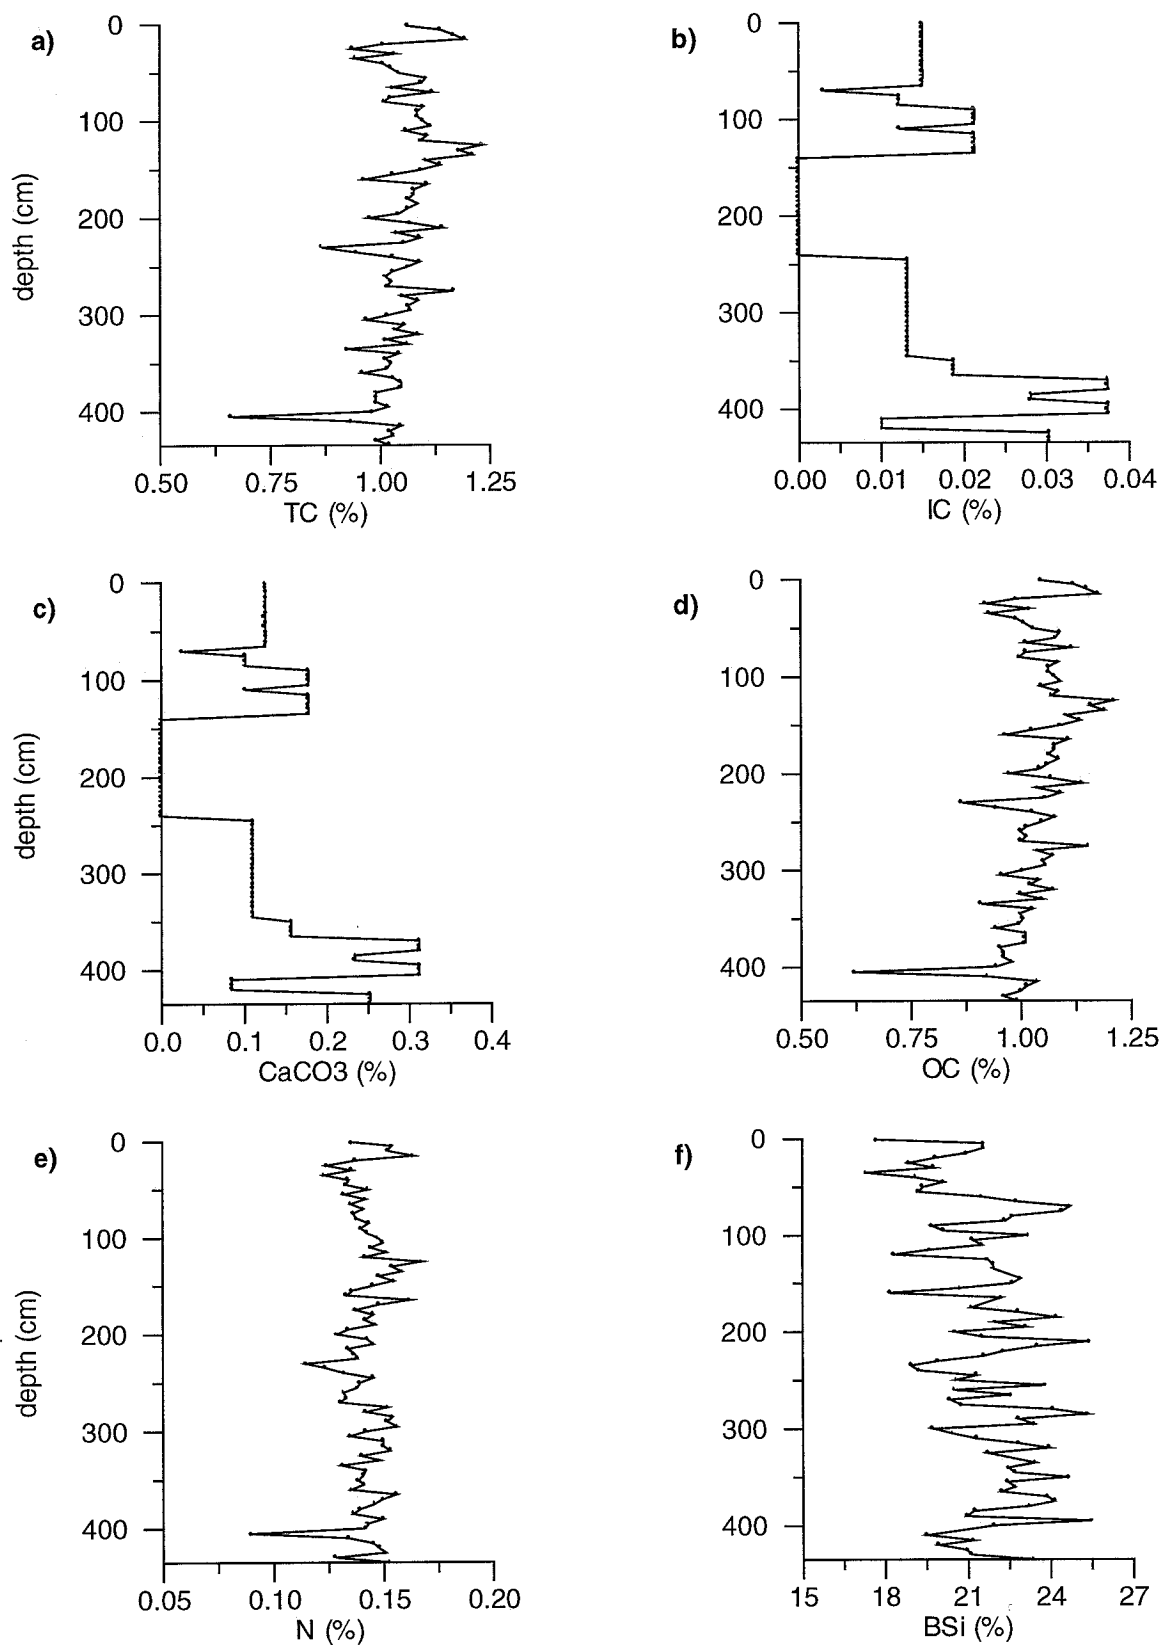 a)
0
100
200
300
400
depth (cm)
0.50 0.75 1.00 1.25
TC (%)
b)
0
100
200
300
400
0.00 0.01 0.02 0.03 0.04
IC (%)
c)
0
100
200
300
400
depth (cm)
0.0 0.1 0.2 0.3 0.4
CaCO3 (%)
d)
0
100
200
300
400
0.50 0.75 1.00 1.25
OC (%)
e)
0
100
200
300
400
depth (cm)
0.05 0.10 0.15 0.20
N (%)
f)
0
100
200
300
400
15 18 21 24 27
BSi (%)